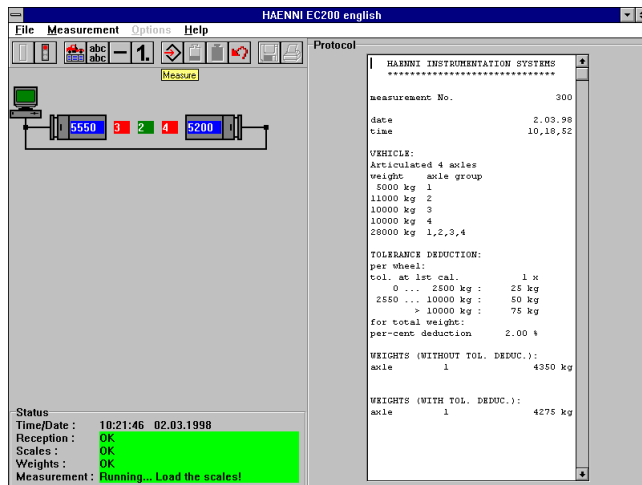 HAENNI EC200 english
File Measurement Options Help
abc
abc
1.
Measure
5550 3 2 4 5200
Protocol
HAENNI INSTRUMENTATION SYSTEMS
*******************************
measurement No. 300
date 2.03.98
time 10,18,52
VEHICLE:
Articulated 4 axles
weight axle group
5000 kg 1
11000 kg 2
10000 kg 3
10000 kg 4
28000 kg 1,2,3,4
TOLERANCE DEDUCTION:
per wheel:
tol. at 1st cal. 1 x
0 ... 2500 kg : 25 kg
2550 ... 10000 kg : 50 kg
> 10000 kg : 75 kg
for total weight:
per-cent deduction 2.00 %
WEIGHTS (WITHOUT TOL. DEDUC.):
axle 1 4350 kg
WEIGHTS (WITH TOL. DEDUC.):
axle 1 4275 kg
Status
Time/Date : 10:21:46 02.03.1998
Reception : OK
Scales : OK
Weights : OK
Measurement : Running... Load the scales!